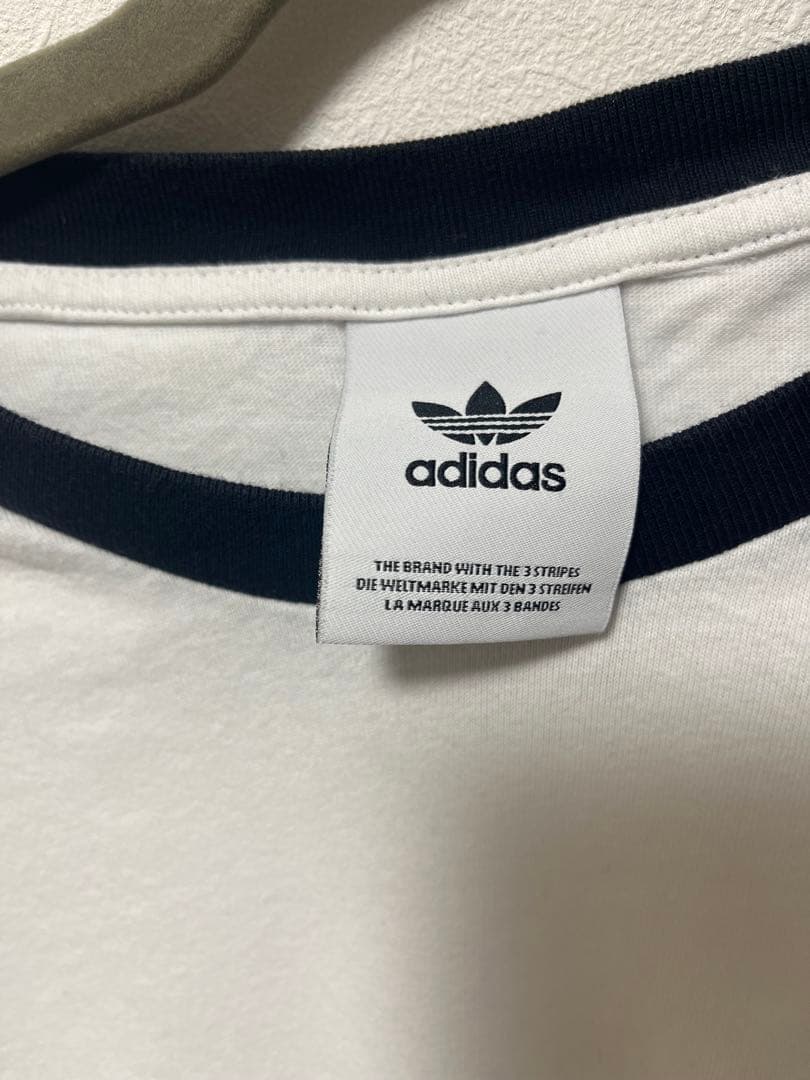 adidas
THE BRAND WITH THE 3 STRIPES
DIE WELTMARKE MIT DEN 3 STREIFEN
LA MARQUE AUX 3 BANDES